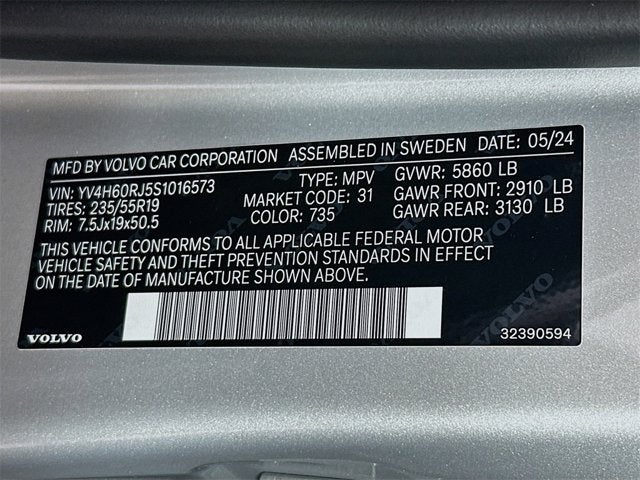 MFD BY VOLVO CAR CORPORATION ASSEMBLED IN SWEDEN DATE: 05/24
VIN: YV4H60RJ5S1016573 TYPE: MPV GVWR: 5860 LB
TIRES: 235/55R19 MARKET CODE: 31 GAWR FRONT: 2910 LB
RIM: 7.5Jx19x50.5 COLOR: 735 GAWR REAR: 3130 LB
THIS VEHICLE CONFORMS TO ALL APPLICABLE FEDERAL MOTOR
VEHICLE SAFETY AND THEFT PREVENTION STANDARDS IN EFFECT
ON THE DATE OF MANUFACTURE SHOWN ABOVE.
VOLVO 32390594